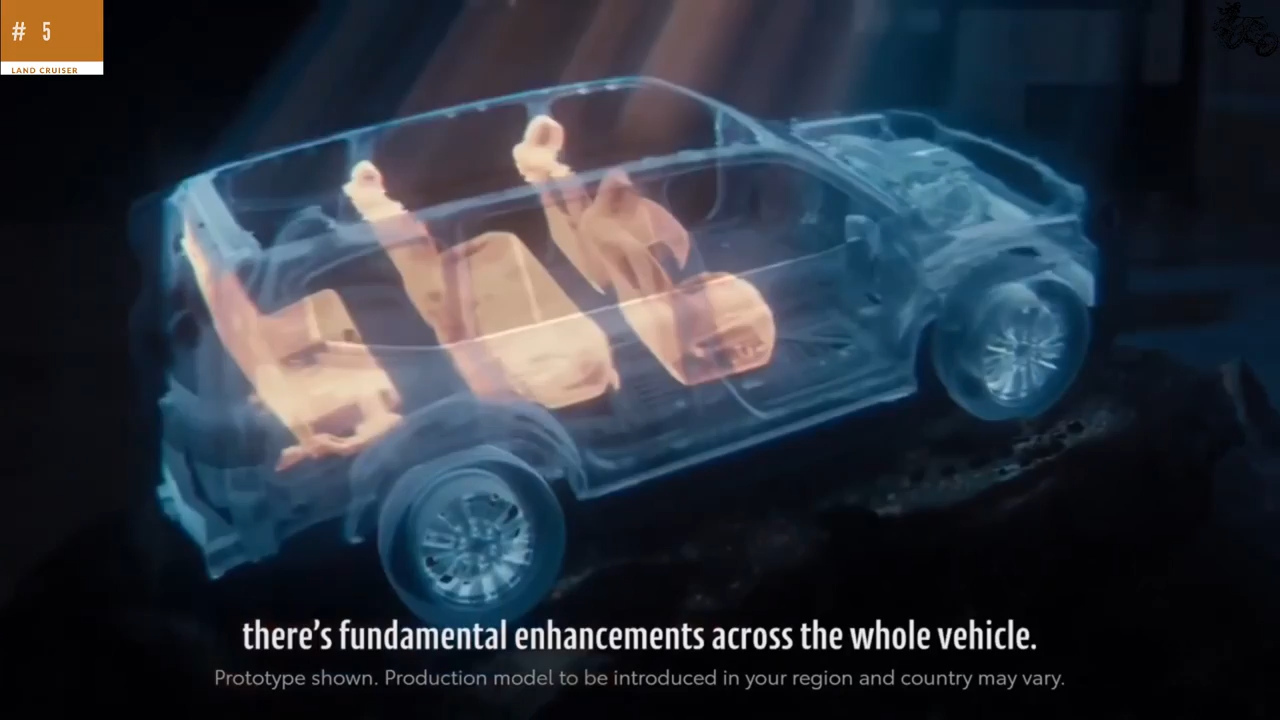 # 5
LAND CRUISER
there's fundamental enhancements across the whole vehicle.
Prototype shown. Production model to be introduced in your region and country may vary.